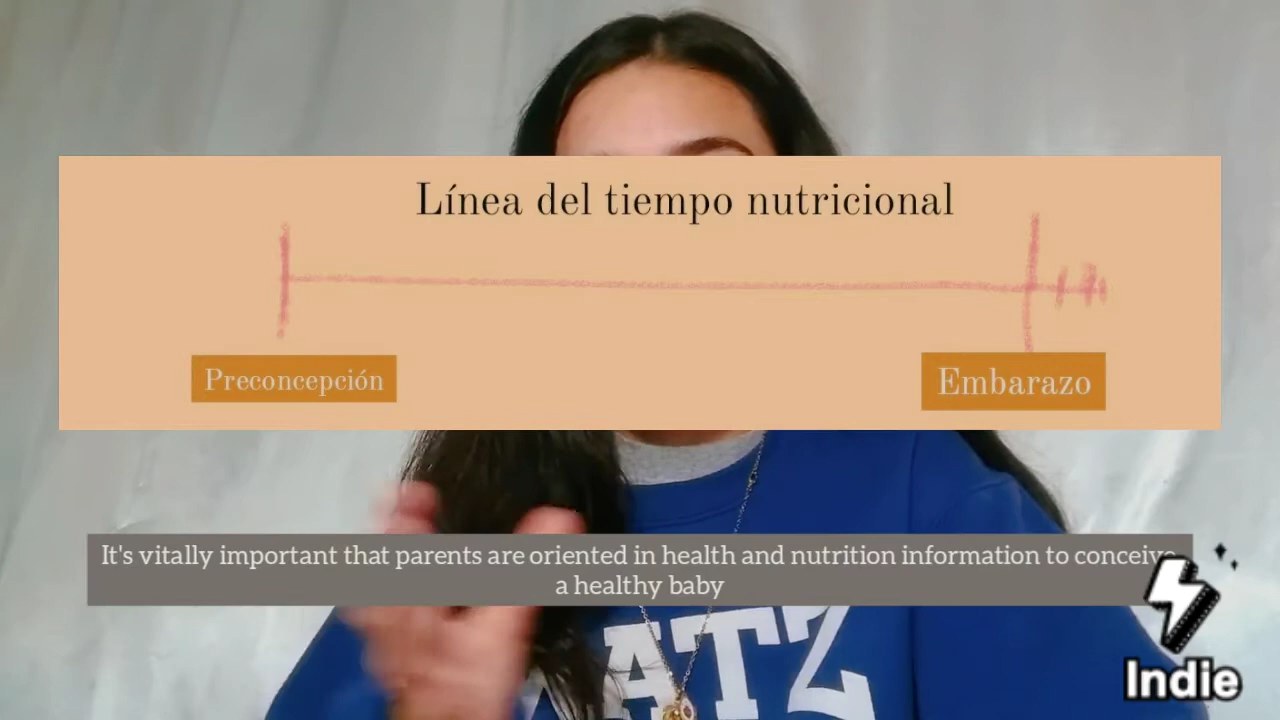 Línea del tiempo nutricional
Preconcepción
Embarazo
It's vitally important that parents are oriented in health and nutrition information to conceive
a healthy baby
ATZ
Indie